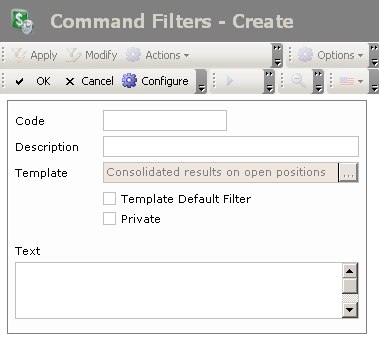 Command Filters - Create
Apply Modify Actions Options
OK Cancel Configure
Code
Description
Template Consolidated results on open positions ...
Template Default Filter
Private
Text